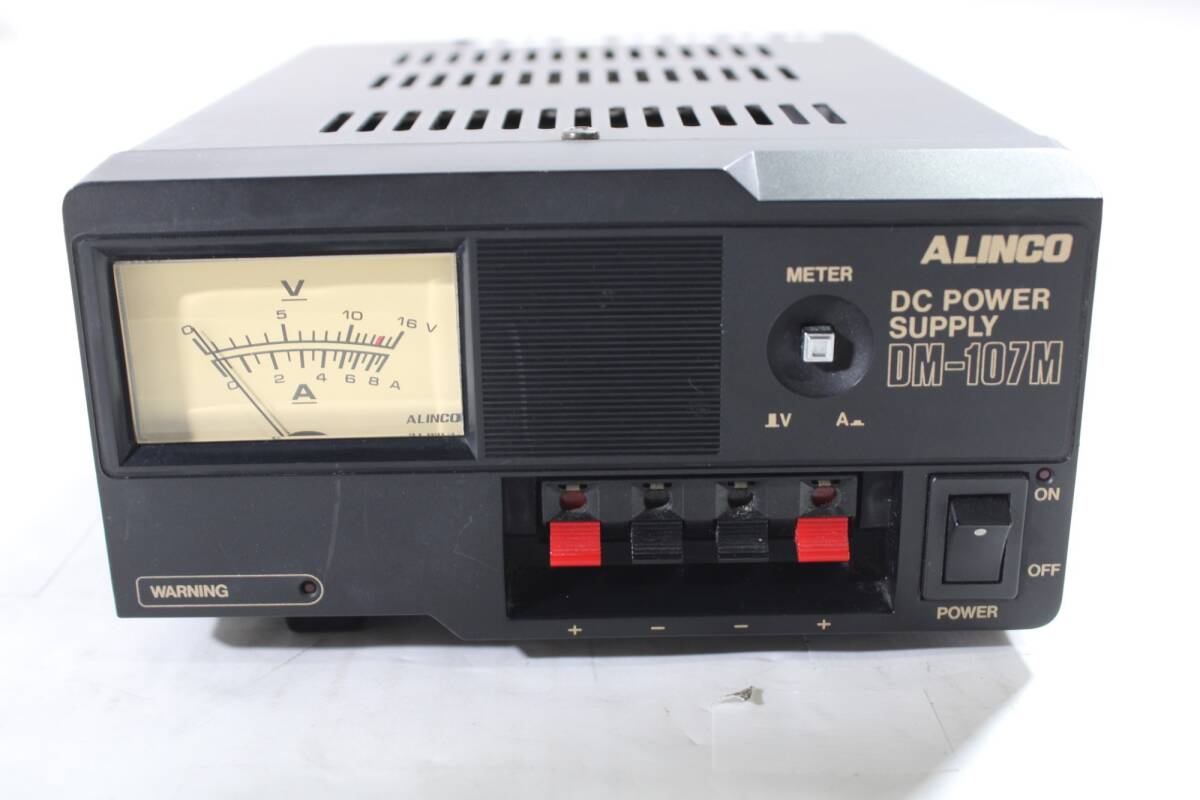 V
0 5 10 16 V
0 2 4 6 8 A
A
ALINCO
METER
V A
ALINCO
DC POWER
SUPPLY
DM-107M
ON
OFF
POWER
WARNING
+ − − +